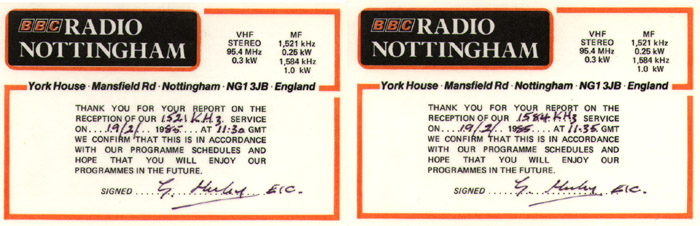 BBC RADIO
NOTTINGHAM
VHF
STEREO
95.4 MHz
0.3 kW
MF
1,521 kHz
0.25 kW
1,584 kHz
1.0 kW
York House · Mansfield Rd · Nottingham · NG1 3JB · England
THANK YOU FOR YOUR REPORT ON THE
RECEPTION OF OUR 1521 KHz SERVICE
ON....19/2/.. 1985.... AT 11:30 GMT
WE CONFIRM THAT THIS IS IN ACCORDANCE
WITH OUR PROGRAMME SCHEDULES AND
HOPE THAT YOU WILL ENJOY OUR
PROGRAMMES IN THE FUTURE.
SIGNED EIC.
BBC RADIO
NOTTINGHAM
VHF
STEREO
95.4 MHz
0.3 kW
MF
1,521 kHz
0.25 kW
1,584 kHz
1.0 kW
York House · Mansfield Rd · Nottingham · NG1 3JB · England
THANK YOU FOR YOUR REPORT ON THE
RECEPTION OF OUR 1584 KHz SERVICE
ON....19/2/.. 1985.... AT 11:35 GMT
WE CONFIRM THAT THIS IS IN ACCORDANCE
WITH OUR PROGRAMME SCHEDULES AND
HOPE THAT YOU WILL ENJOY OUR
PROGRAMMES IN THE FUTURE.
SIGNED EIC.